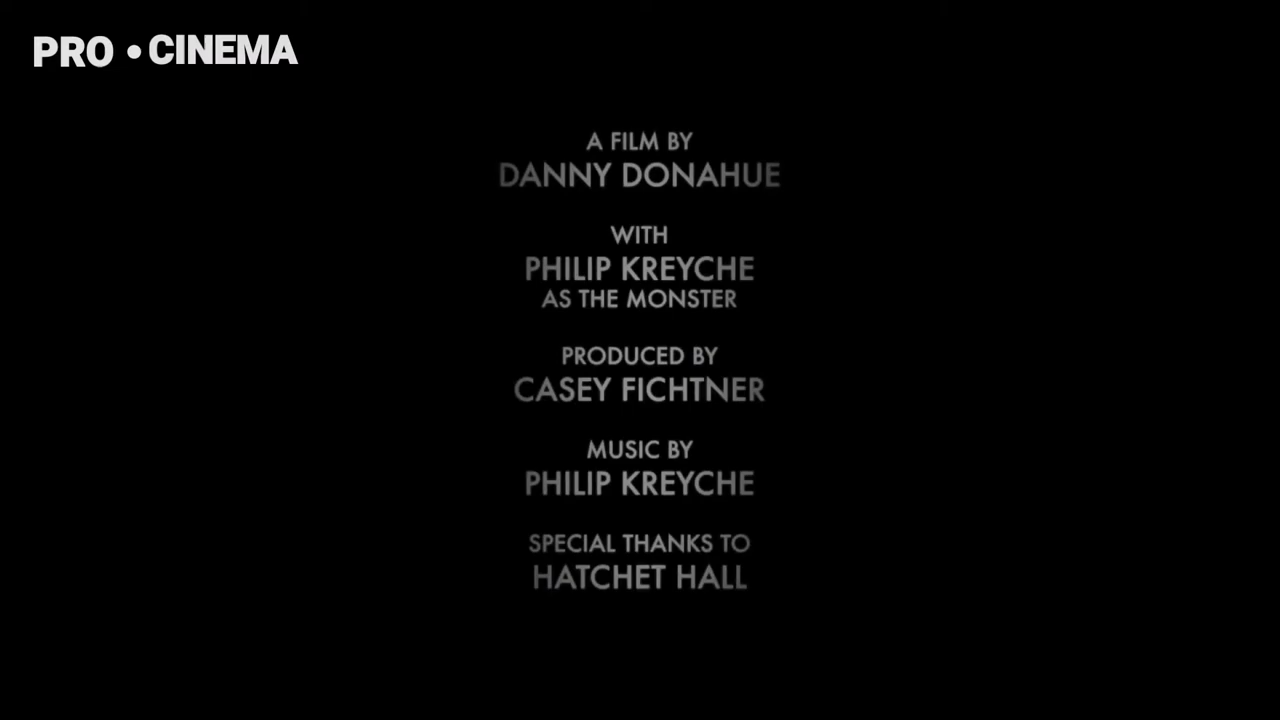 PRO • CINEMA
A FILM BY
DANNY DONAHUE
WITH
PHILIP KREYCHE
AS THE MONSTER
PRODUCED BY
CASEY FICHTNER
MUSIC BY
PHILIP KREYCHE
SPECIAL THANKS TO
HATCHET HALL